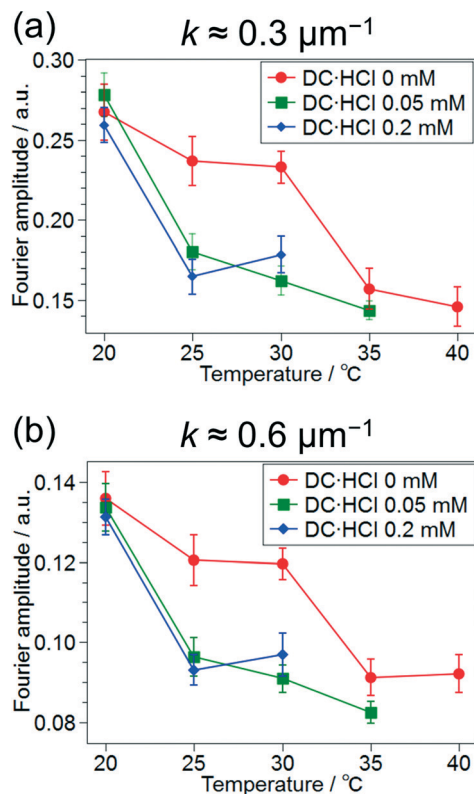 (a)
k ≈ 0.3 μm⁻¹
0.30
0.25
0.20
0.15
Fourier amplitude / a.u.
DC·HCl 0 mM
DC·HCl 0.05 mM
DC·HCl 0.2 mM
20 25 30 35 40
Temperature / °C
(b)
k ≈ 0.6 μm⁻¹
0.14
0.12
0.10
0.08
Fourier amplitude / a.u.
DC·HCl 0 mM
DC·HCl 0.05 mM
DC·HCl 0.2 mM
20 25 30 35 40
Temperature / °C